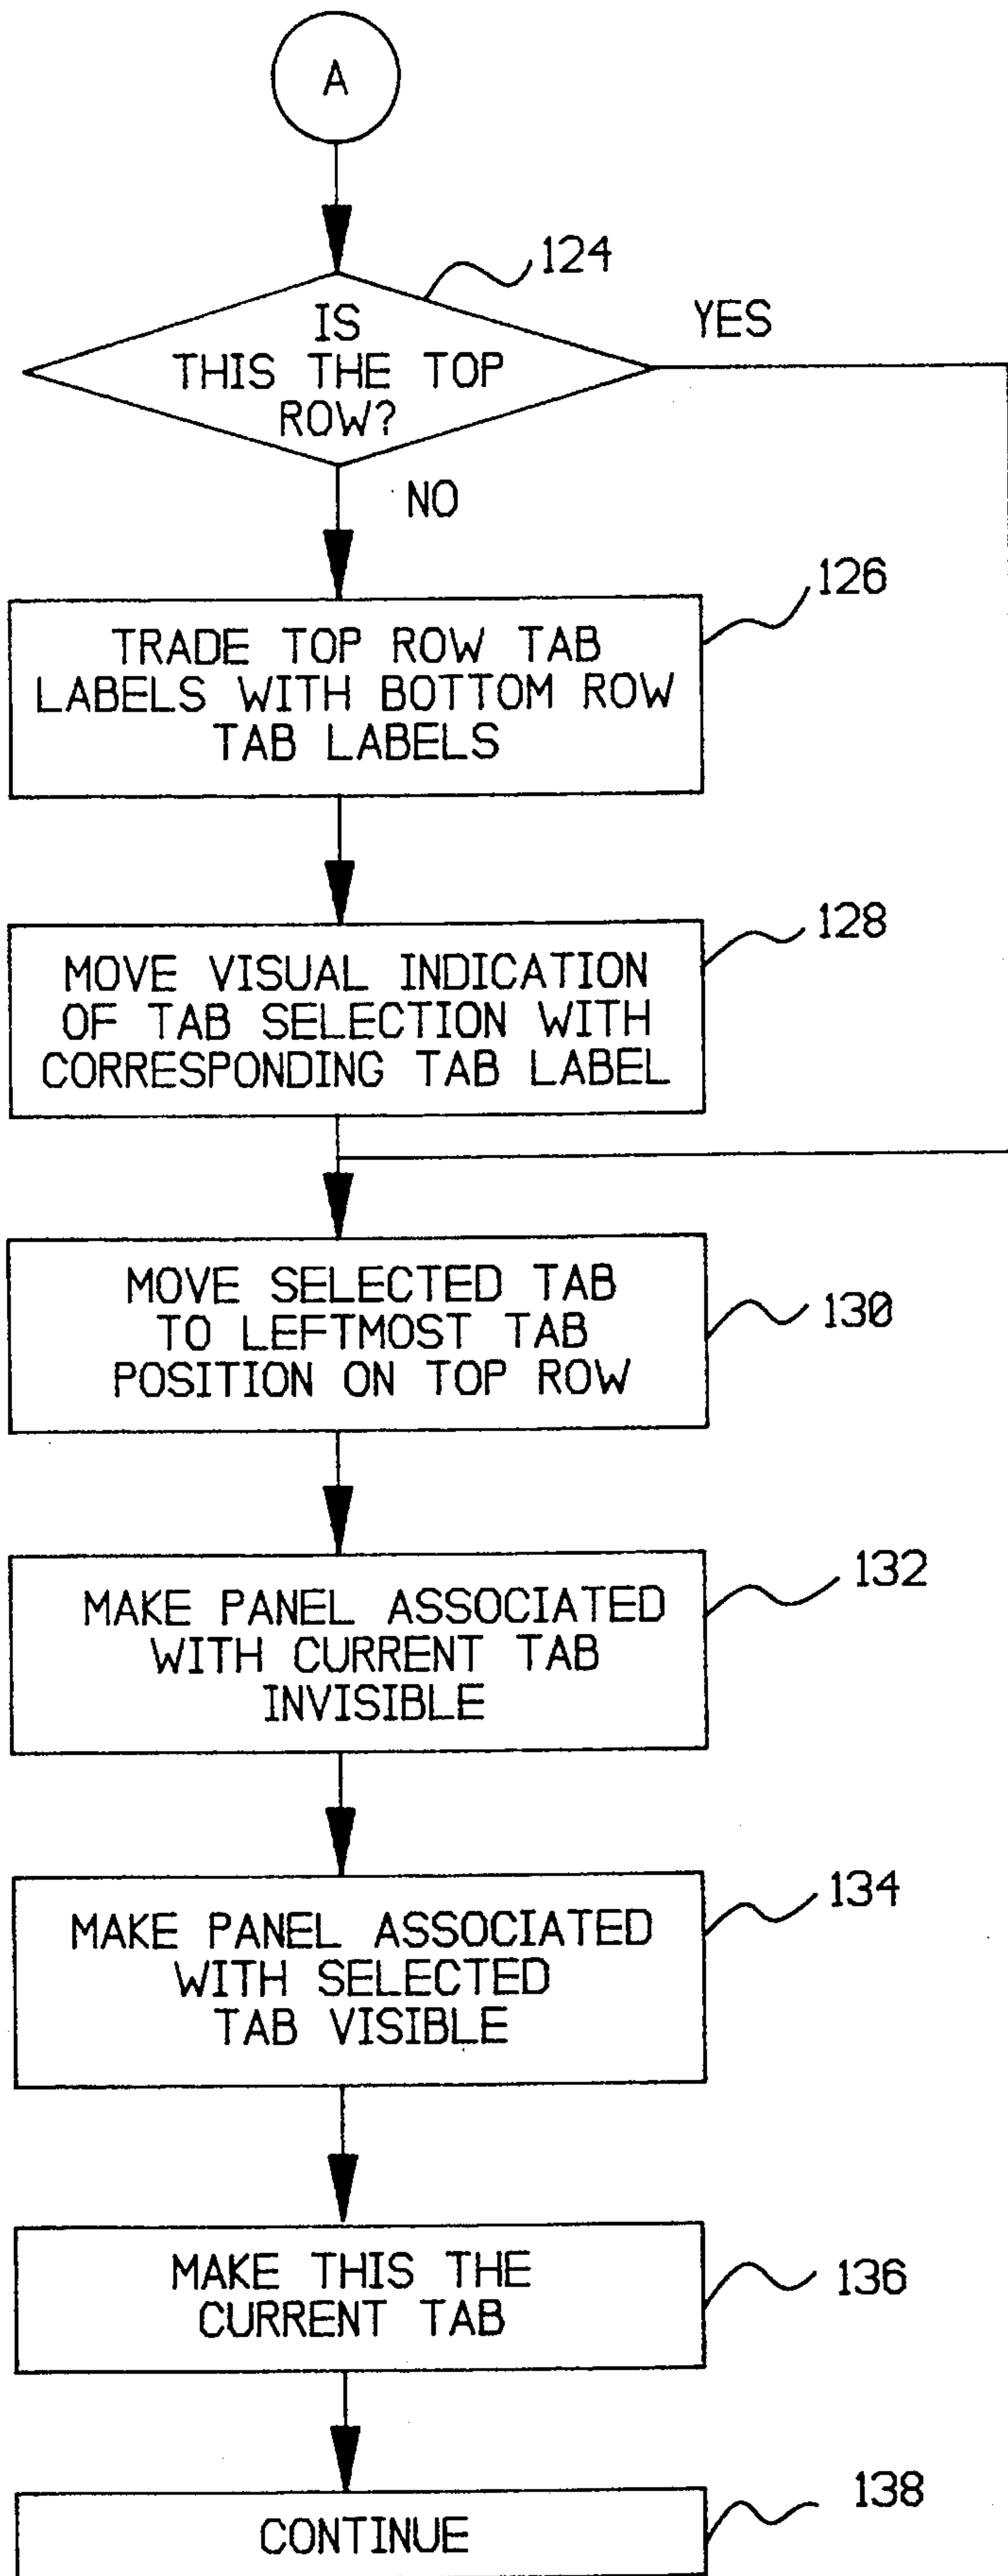 A
124
IS
THIS THE TOP
ROW?
YES
NO
126
TRADE TOP ROW TAB
LABELS WITH BOTTOM ROW
TAB LABELS
128
MOVE VISUAL INDICATION
OF TAB SELECTION WITH
CORRESPONDING TAB LABEL
MOVE SELECTED TAB
TO LEFTMOST TAB
POSITION ON TOP ROW
130
132
MAKE PANEL ASSOCIATED
WITH CURRENT TAB
INVISIBLE
134
MAKE PANEL ASSOCIATED
WITH SELECTED
TAB VISIBLE
MAKE THIS THE
CURRENT TAB
136
138
CONTINUE